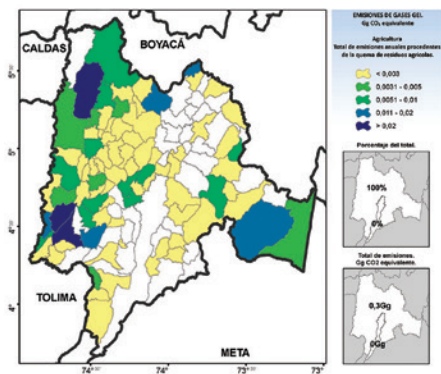 CALDAS
BOYACÁ
TOLIMA
META
EMISIONES DE GASES GEI.
Gg CO₂ equivalente
Agricultura
Total de emisiones anuales procedentes
de la quema de residuos agrícolas.
< 0,003
0,0031 - 0,005
0,0051 - 0,01
0,011 - 0,02
> 0,02
Porcentaje del total.
100%
0%
Total de emisiones.
Gg CO2 equivalente.
0,3Gg
0Gg
5°
4°
74°
74°
73°
73°